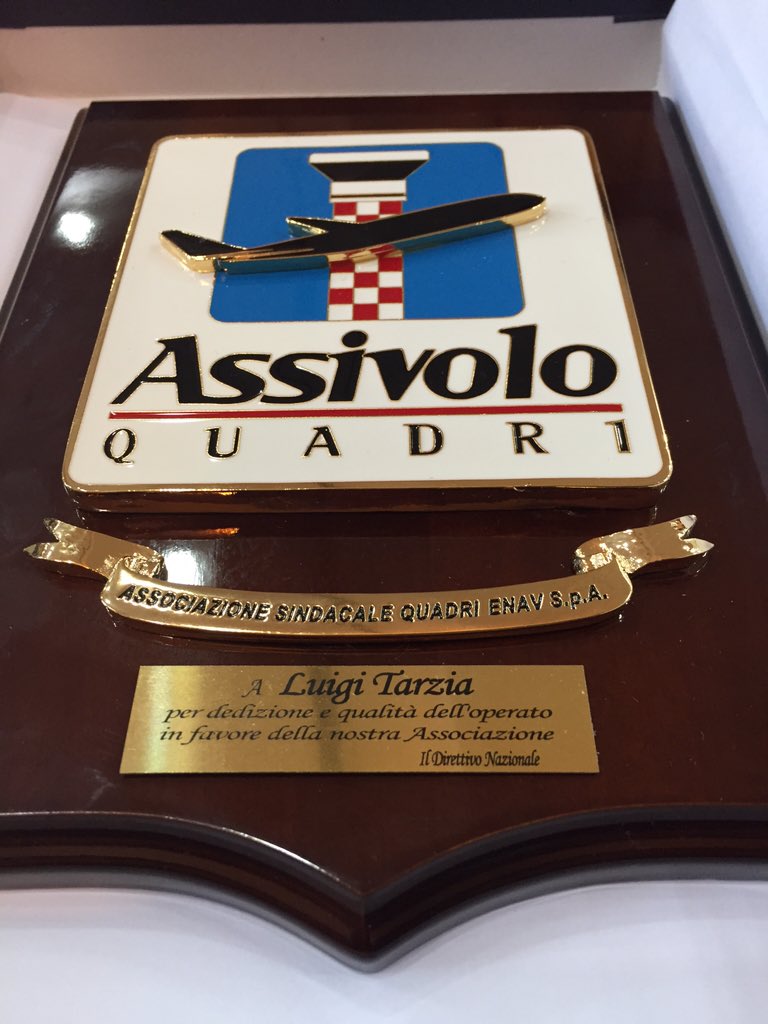 Assivolo
QUADRI
ASSOCIAZIONE SINDACALE QUADRI ENAV S.p.A.
A Luigi Tarzia
per dedizione e qualità dell'operato
in favore della nostra Associazione
Il Direttivo Nazionale